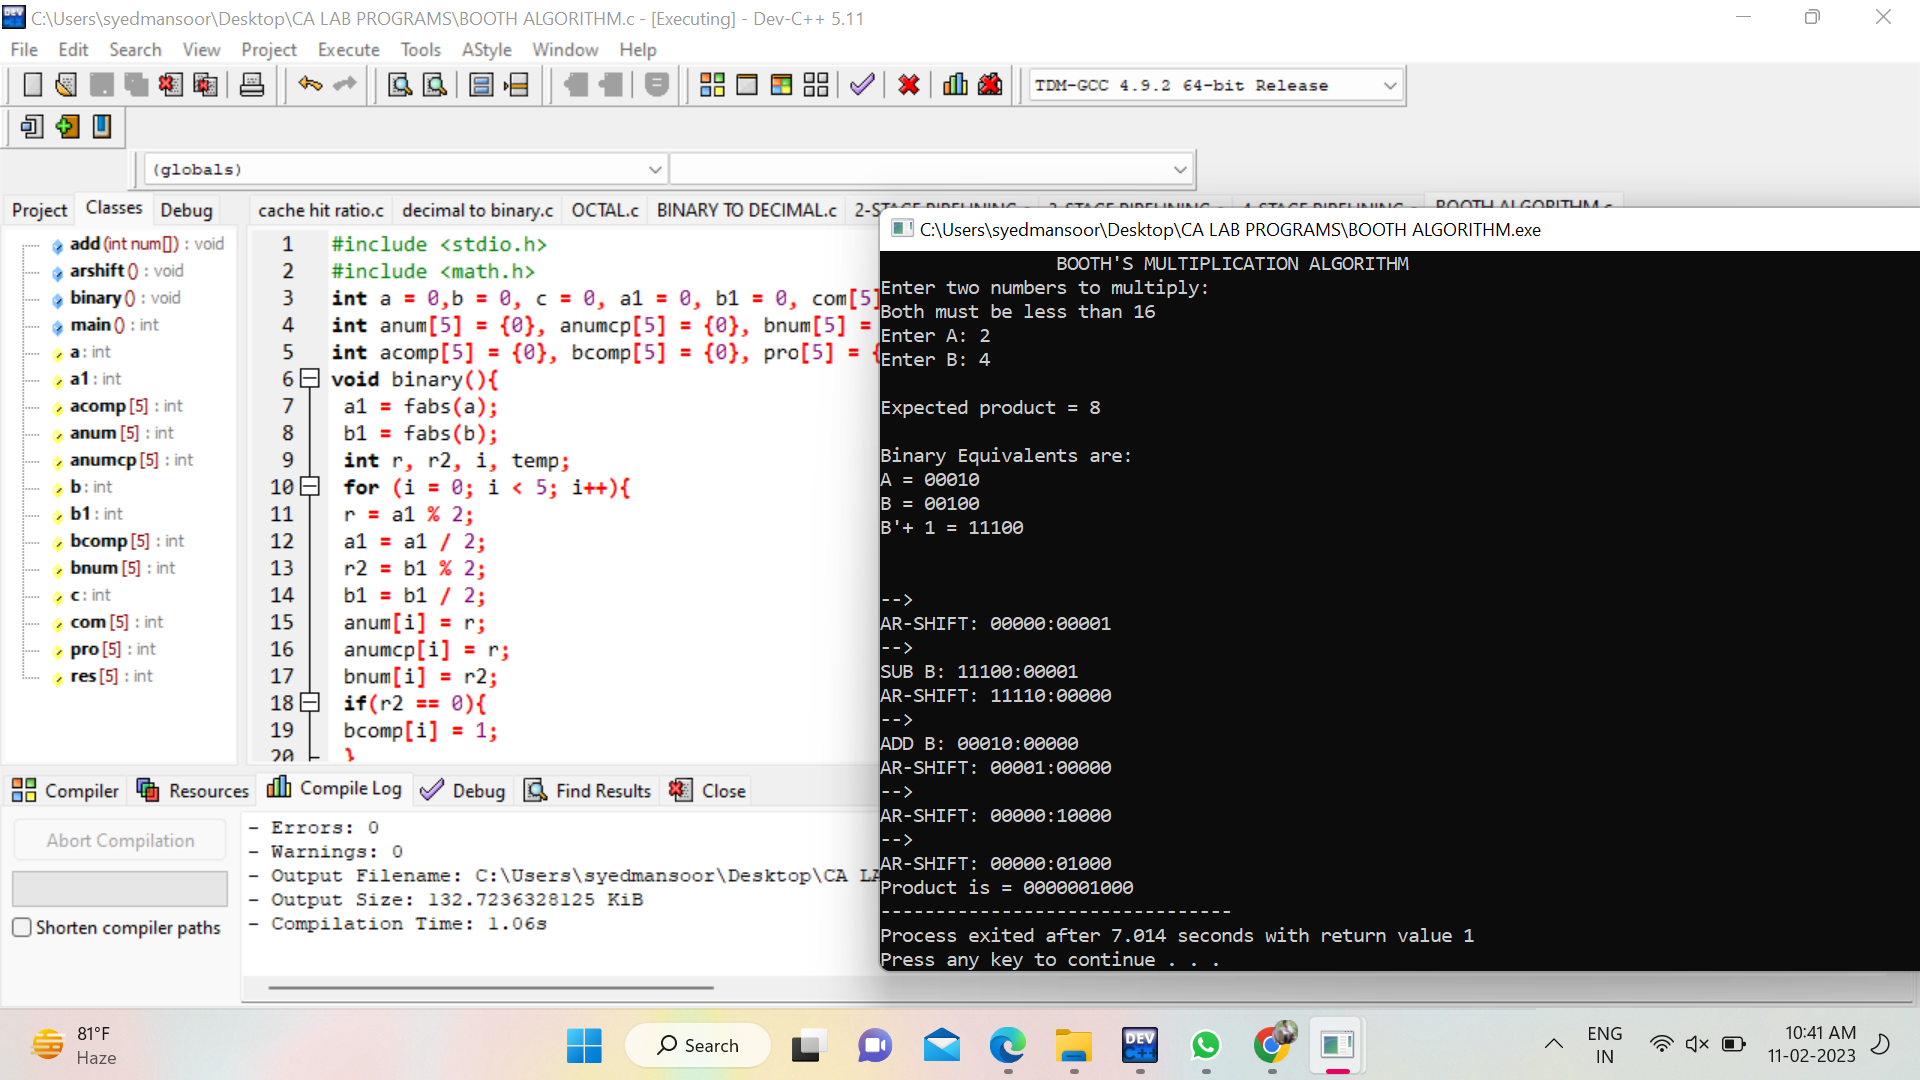 C:\Users\syedmansoor\Desktop\CA LAB PROGRAMS\BOOTH ALGORITHM.c - [Executing] - Dev-C++ 5.11
File Edit Search View Project Execute Tools AStyle Window Help
TDM-GCC 4.9.2 64-bit Release
(globals)
Project Classes Debug
cache hit ratio.c decimal to binary.c OCTAL.c BINARY TO DECIMAL.c
add (int num[]) : void
arshift () : void
binary () : void
main () : int
a : int
a1 : int
acomp [5] : int
anum [5] : int
anumcp [5] : int
b : int
b1 : int
bcomp [5] : int
bnum [5] : int
c : int
com [5] : int
pro [5] : int
res [5] : int
1 #include <stdio.h>
2 #include <math.h>
3 int a = 0,b = 0, c = 0, a1 = 0, b1 = 0, com[5]
4 int anum[5] = {0}, anumcp[5] = {0}, bnum[5] =
5 int acomp[5] = {0}, bcomp[5] = {0}, pro[5] = {
6 void binary(){
7 a1 = fabs(a);
8 b1 = fabs(b);
9 int r, r2, i, temp;
10 for (i = 0; i < 5; i++){
11 r = a1 % 2;
12 a1 = a1 / 2;
13 r2 = b1 % 2;
14 b1 = b1 / 2;
15 anum[i] = r;
16 anumcp[i] = r;
17 bnum[i] = r2;
18 if(r2 == 0){
19 bcomp[i] = 1;
20 }
C:\Users\syedmansoor\Desktop\CA LAB PROGRAMS\BOOTH ALGORITHM.exe
BOOTH'S MULTIPLICATION ALGORITHM
Enter two numbers to multiply:
Both must be less than 16
Enter A: 2
Enter B: 4
Expected product = 8
Binary Equivalents are:
A = 00010
B = 00100
B'+ 1 = 11100
-->
AR-SHIFT: 00000:00001
-->
SUB B: 11100:00001
AR-SHIFT: 11110:00000
-->
ADD B: 00010:00000
AR-SHIFT: 00001:00000
-->
AR-SHIFT: 00000:10000
-->
AR-SHIFT: 00000:01000
Product is = 0000001000
--------------------------------
Process exited after 7.014 seconds with return value 1
Press any key to continue . . .
Compiler Resources Compile Log Debug Find Results Close
Abort Compilation
Shorten compiler paths
- Errors: 0
- Warnings: 0
- Output Filename: C:\Users\syedmansoor\Desktop\CA LA
- Output Size: 132.7236328125 KiB
- Compilation Time: 1.06s
81°F
Haze
Search
DEV C++
ENG
IN
10:41 AM
11-02-2023